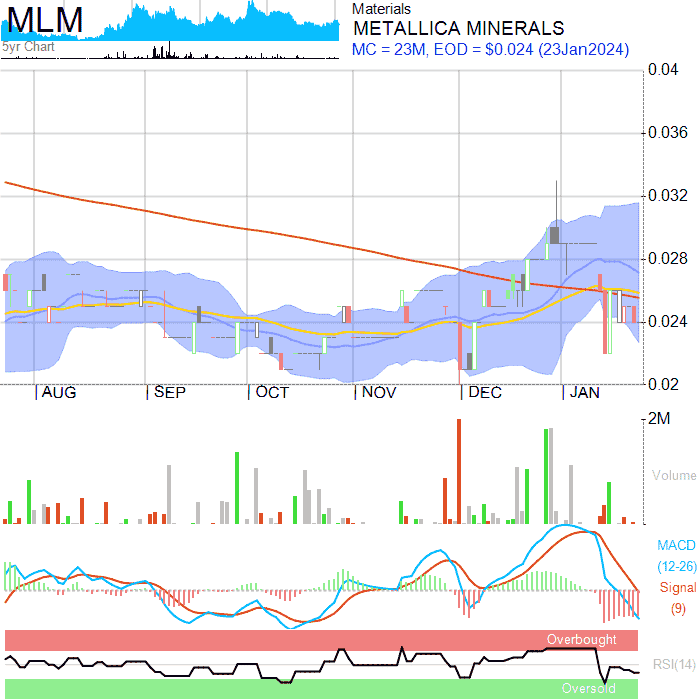 MLM
5yr Chart
Materials
METALLICA MINERALS
MC = 23M, EOD = $0.024 (23Jan2024)
0.04
0.036
0.032
0.028
0.024
0.02
AUG SEP OCT NOV DEC JAN
2M
Volume
MACD
(12-26)
Signal
(9)
Overbought
RSI(14)
Oversold